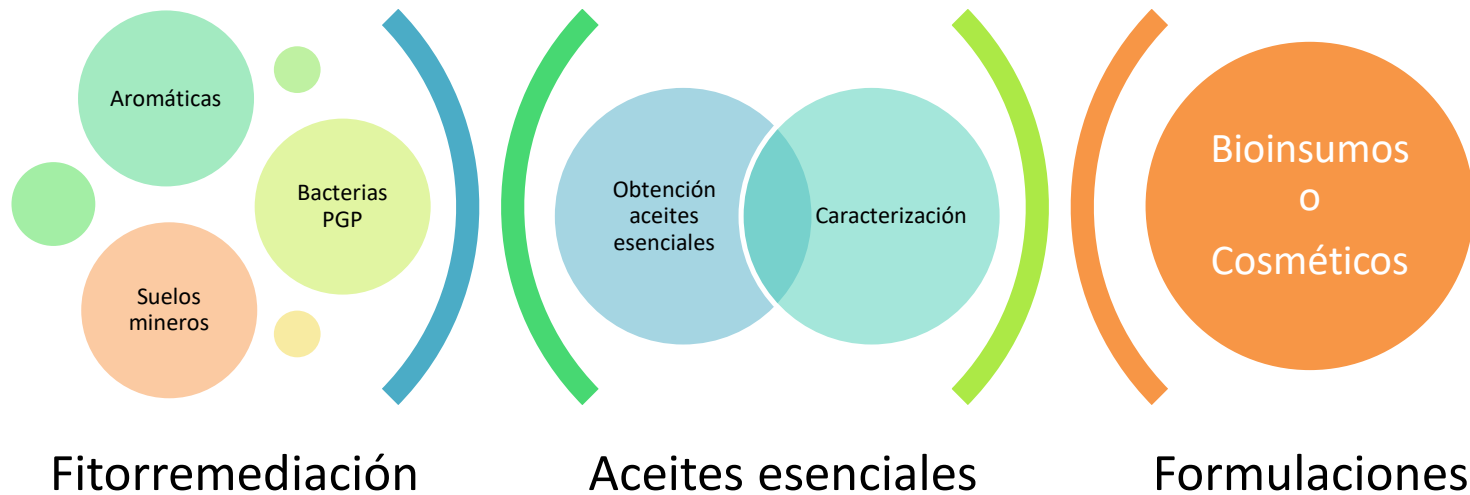 Aromáticas
Bacterias
PGP
Suelos
mineros
Fitorremediación
Obtención
aceites
esenciales
Caracterización
Aceites esenciales
Bioinsumos
o
Cosméticos
Formulaciones